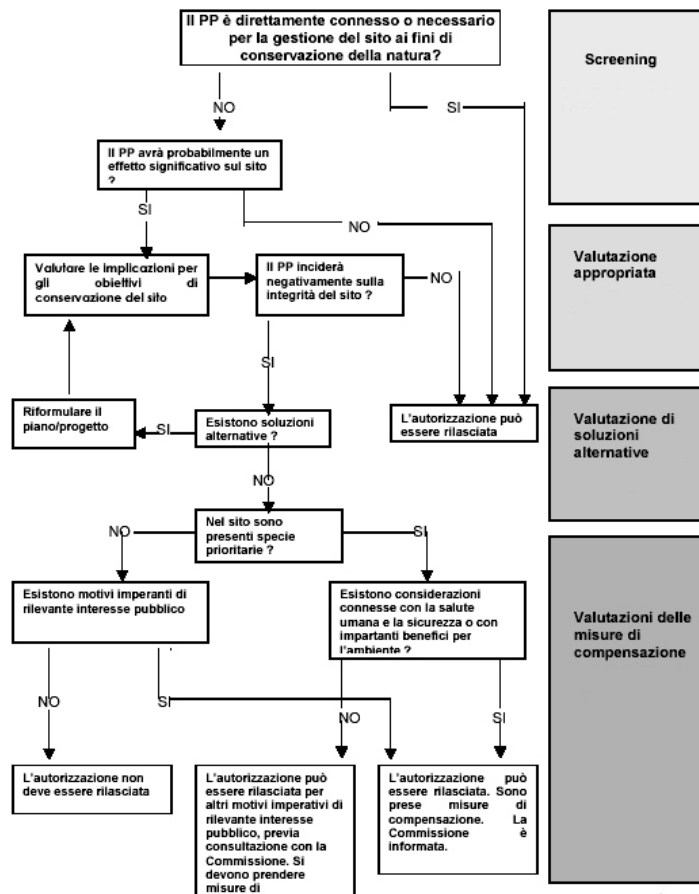 Il PP è direttamente connesso o necessario
per la gestione del sito ai fini di
conservazione della natura?
Screening
NO
SI
Il PP avrà probabilmente un
effetto significativo sul sito
?
SI
NO
Valutare le implicazioni per
gli obiettivi di
conservazione del sito
Il PP inciderà
negativamente sulla
integrità del sito ?
NO
Valutazione
appropriata
SI
Riformulare il
piano/progetto
SI
Esistono soluzioni
alternative ?
L'autorizzazione può
essere rilasciata
Valutazione di
soluzioni
alternative
NO
Nel sito sono
presenti specie
prioritarie ?
NO
SI
Esistono motivi imperanti di
rilevante interesse pubblico
Esistono considerazioni
connesse con la salute
umana e la sicurezza o con
impartanti benefici per
l'ambiente ?
Valutazioni delle
misure di
compensazione
NO
SI
NO
SI
L'autorizzazione non
deve essere rilasciata
L'autorizzazione può
essere rilasciata per
altri motivi imperativi di
rilevante interesse
pubblico, previa
consultazione con la
Commissione. Si
devono prendere
misure di
L'autorizzazione può
essere rilasciata. Sono
prese misure di
compensazione. La
Commissione è
informata.